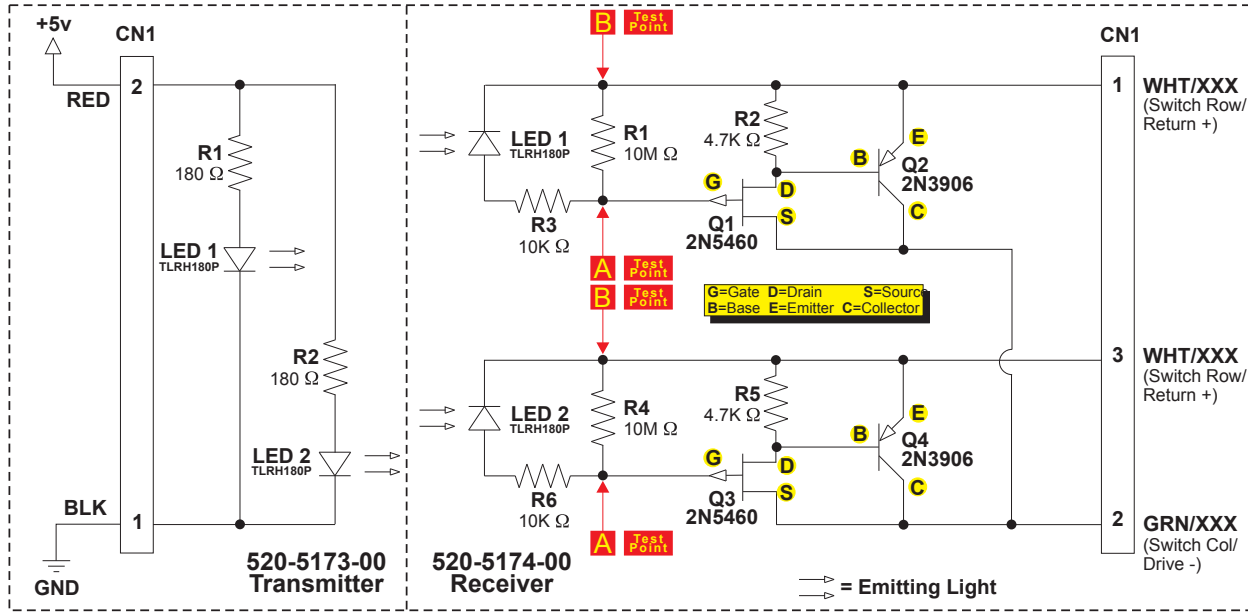 +5v
CN1
2
RED
R1
180 Ω
LED 1
TLRH180P
R2
180 Ω
LED 2
TLRH180P
BLK
1
GND
520-5173-00
Transmitter
B
Test
Point
CN1
1
WHT/XXX
(Switch Row/
Return +)
LED 1
TLRH180P
R1
10M Ω
R2
4.7K Ω
E
B
Q2
2N3906
C
G
D
S
R3
10K Ω
Q1
2N5460
A
Test
Point
B
Test
Point
G=Gate D=Drain S=Source
B=Base E=Emitter C=Collector
3
WHT/XXX
(Switch Row/
Return +)
LED 2
TLRH180P
R4
10M Ω
R5
4.7K Ω
E
B
Q4
2N3906
C
G
D
S
R6
10K Ω
Q3
2N5460
A
Test
Point
2
GRN/XXX
(Switch Col/
Drive -)
520-5174-00
Receiver
= Emitting Light